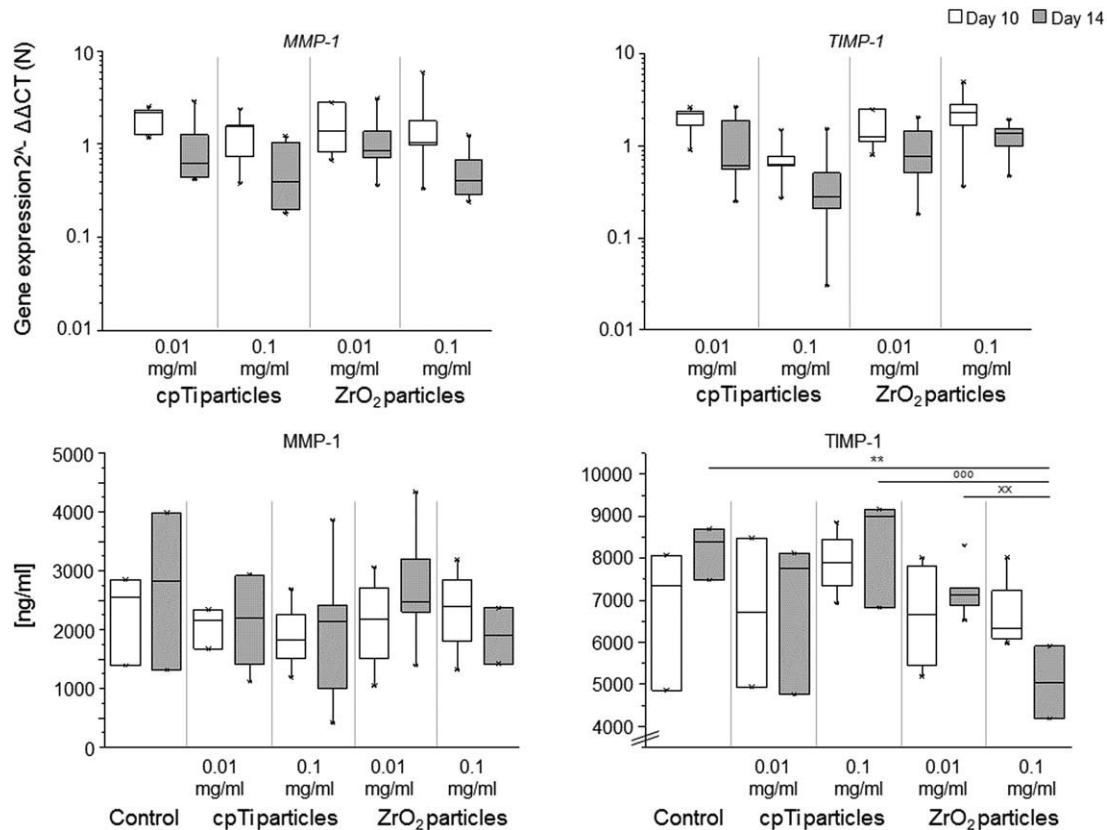 Day 10 Day 14
MMP-1
TIMP-1
Gene expression 2^- ΔΔCT (N)
10
1
0.1
0.01
10
1
0.1
0.01
0.01 mg/ml
0.1 mg/ml
0.01 mg/ml
0.1 mg/ml
cpTi particles ZrO₂ particles
0.01 mg/ml
0.1 mg/ml
0.01 mg/ml
0.1 mg/ml
cpTi particles ZrO₂ particles
MMP-1
[ng/ml]
5000
4000
3000
2000
1000
0
0.01 mg/ml
0.1 mg/ml
0.01 mg/ml
0.1 mg/ml
Control cpTi particles ZrO₂ particles
TIMP-1
**
ooo
xx
10000
9000
8000
7000
6000
5000
4000
0.01 mg/ml
0.1 mg/ml
0.01 mg/ml
0.1 mg/ml
Control cpTi particles ZrO₂ particles